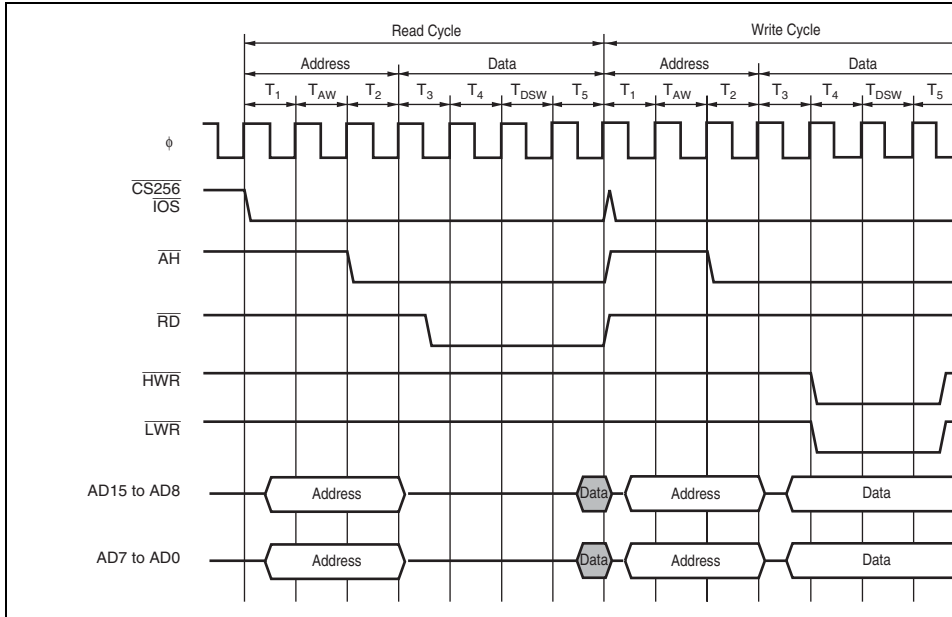 Read Cycle Write Cycle
Address Data Address Data
T1 TAW T2 T3 T4 TDSW T5 T1 TAW T2 T3 T4 TDSW T5
ϕ
CS256
IOS
AH
RD
HWR
LWR
AD15 to AD8 Address Data Address Data
AD7 to AD0 Address Data Address Data